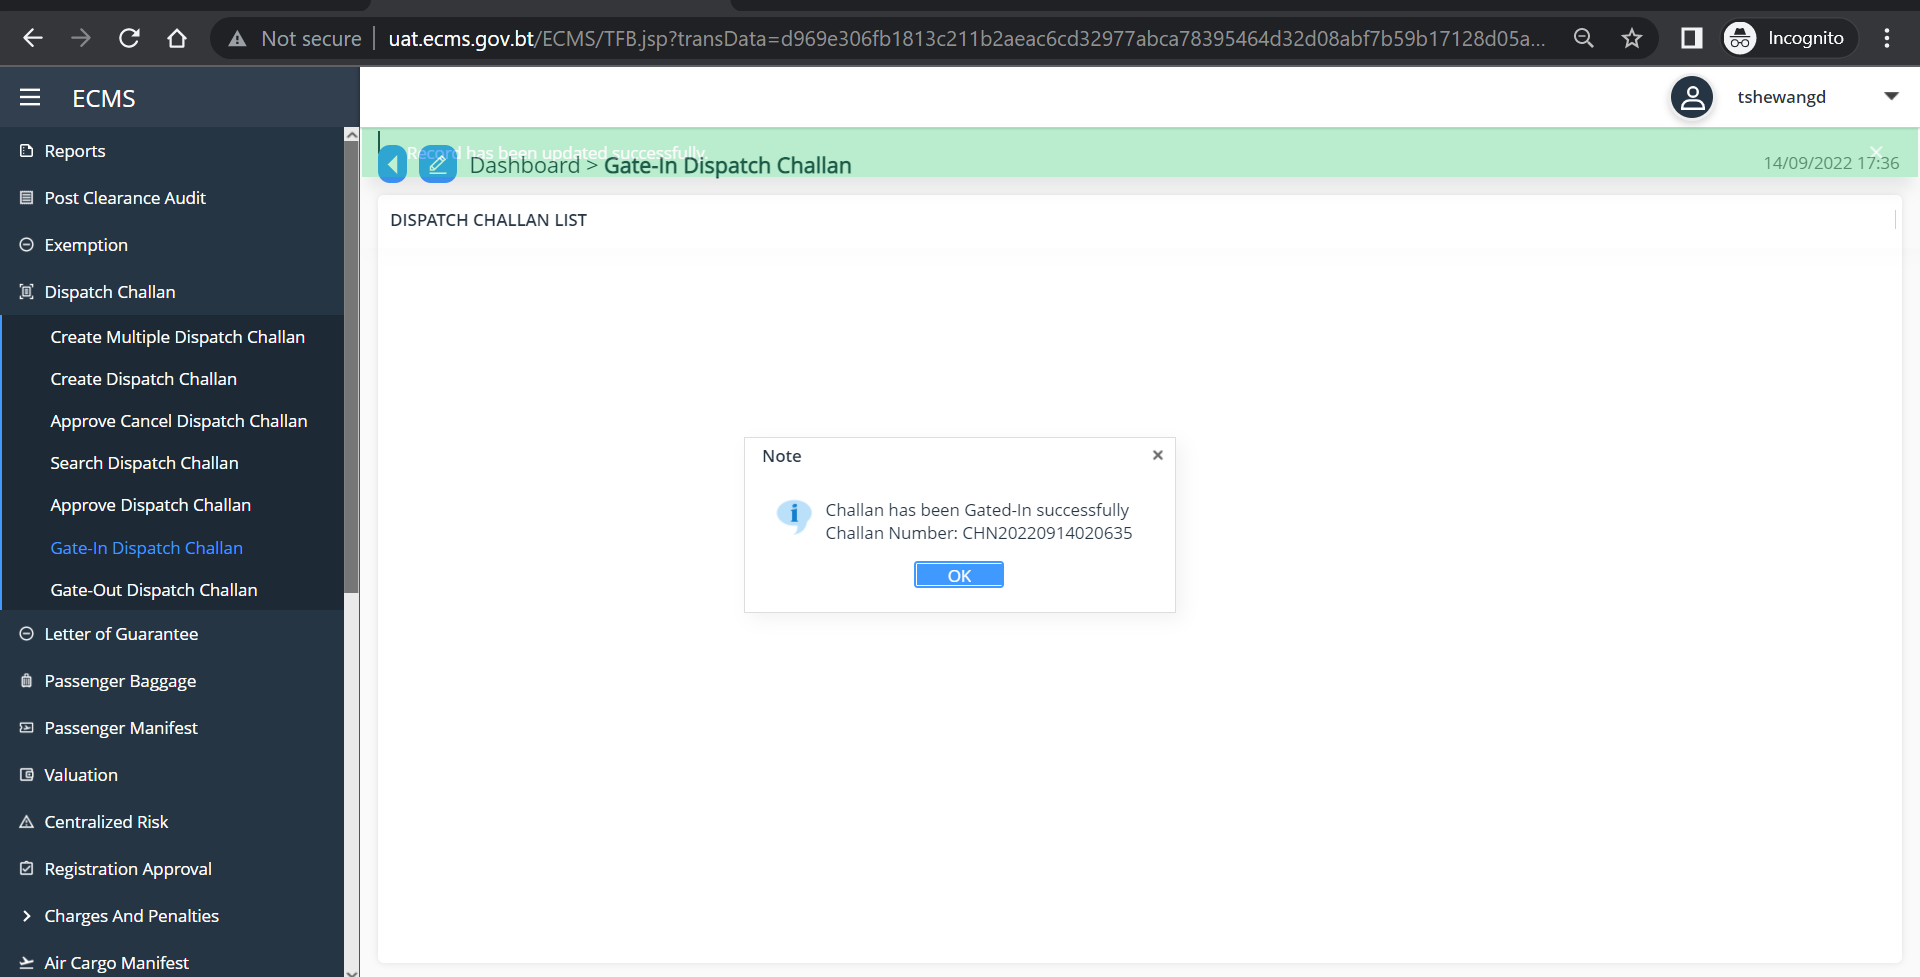 Not secure | uat.ecms.gov.bt/ECMS/TFB.jsp?transData=d969e306fb1813c211b2aeac6cd32977abca78395464d32d08abf7b59b17128d05a...
Incognito
ECMS
tshewangd
Reports
Post Clearance Audit
Exemption
Dispatch Challan
Create Multiple Dispatch Challan
Create Dispatch Challan
Approve Cancel Dispatch Challan
Search Dispatch Challan
Approve Dispatch Challan
Gate-In Dispatch Challan
Gate-Out Dispatch Challan
Letter of Guarantee
Passenger Baggage
Passenger Manifest
Valuation
Centralized Risk
Registration Approval
Charges And Penalties
Air Cargo Manifest
Record has been updated successfully.
Dashboard > Gate-In Dispatch Challan
14/09/2022 17:36
DISPATCH CHALLAN LIST
Note
Challan has been Gated-In successfully
Challan Number: CHN20220914020635
OK